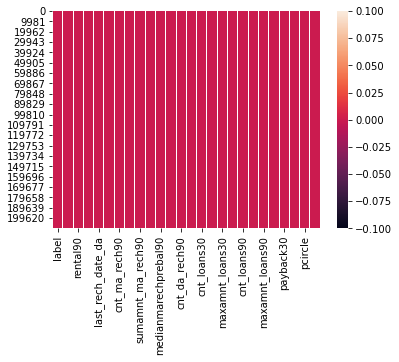 0
9981
19962
29943
39924
49905
59886
69867
79848
89829
99810
109791
119772
129753
139734
149715
159696
169677
179658
189639
199620
label
rental90
last_rech_date_da
cnt_ma_rech90
sumamnt_ma_rech90
medianmarechprebal90
cnt_da_rech90
cnt_loans30
maxamnt_loans30
cnt_loans90
maxamnt_loans90
payback30
pcircle
0.100
0.075
0.050
0.025
0.000
−0.025
−0.050
−0.075
−0.100